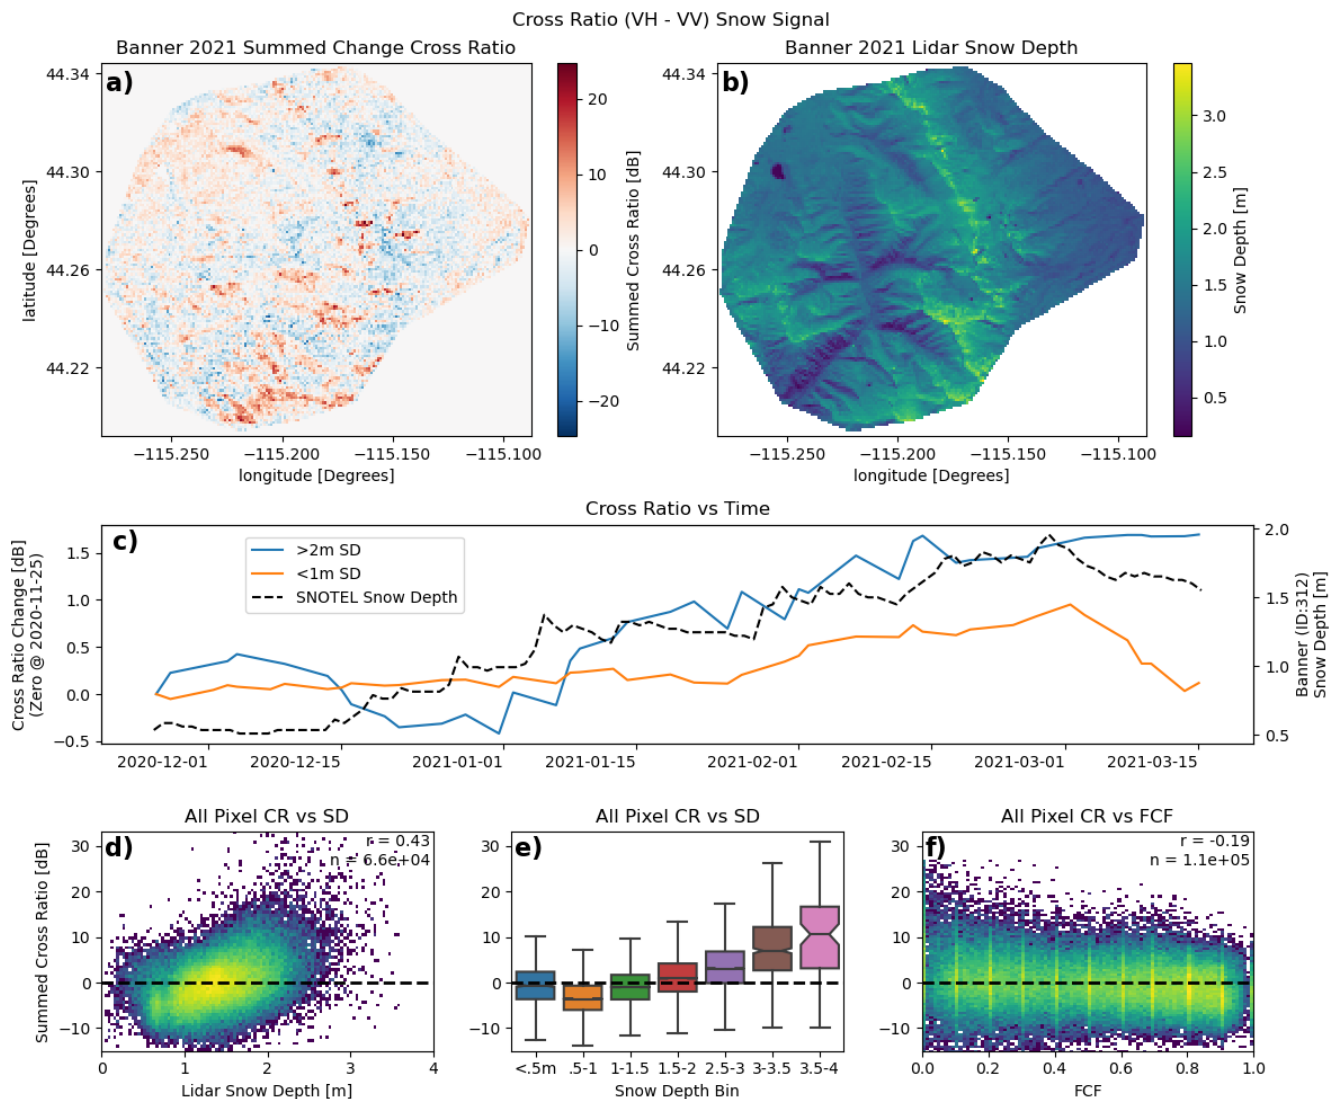 Cross Ratio (VH - VV) Snow Signal
Banner 2021 Summed Change Cross Ratio
a)
44.34
44.30
44.26
44.22
latitude [Degrees]
−115.250
−115.200
−115.150
−115.100
longitude [Degrees]
20
10
0
−10
−20
Summed Cross Ratio [dB]
Banner 2021 Lidar Snow Depth
b)
44.34
44.30
44.26
44.22
−115.250
−115.200
−115.150
−115.100
longitude [Degrees]
3.0
2.5
2.0
1.5
1.0
0.5
Snow Depth [m]
Cross Ratio vs Time
c)
>2m SD
<1m SD
SNOTEL Snow Depth
1.5
1.0
0.5
0.0
−0.5
Cross Ratio Change [dB]
(Zero @ 2020-11-25)
2.0
1.5
1.0
0.5
Banner (ID:312)
Snow Depth [m]
2020-12-01
2020-12-15
2021-01-01
2021-01-15
2021-02-01
2021-02-15
2021-03-01
2021-03-15
All Pixel CR vs SD
d)
r = 0.43
n = 6.6e+04
30
20
10
0
−10
Summed Cross Ratio [dB]
0
1
2
3
4
Lidar Snow Depth [m]
All Pixel CR vs SD
e)
30
20
10
0
−10
<.5m
.5-1
1-1.5
1.5-2
2.5-3
3-3.5
3.5-4
Snow Depth Bin
All Pixel CR vs FCF
f)
r = -0.19
n = 1.1e+05
30
20
10
0
−10
0.0
0.2
0.4
0.6
0.8
1.0
FCF